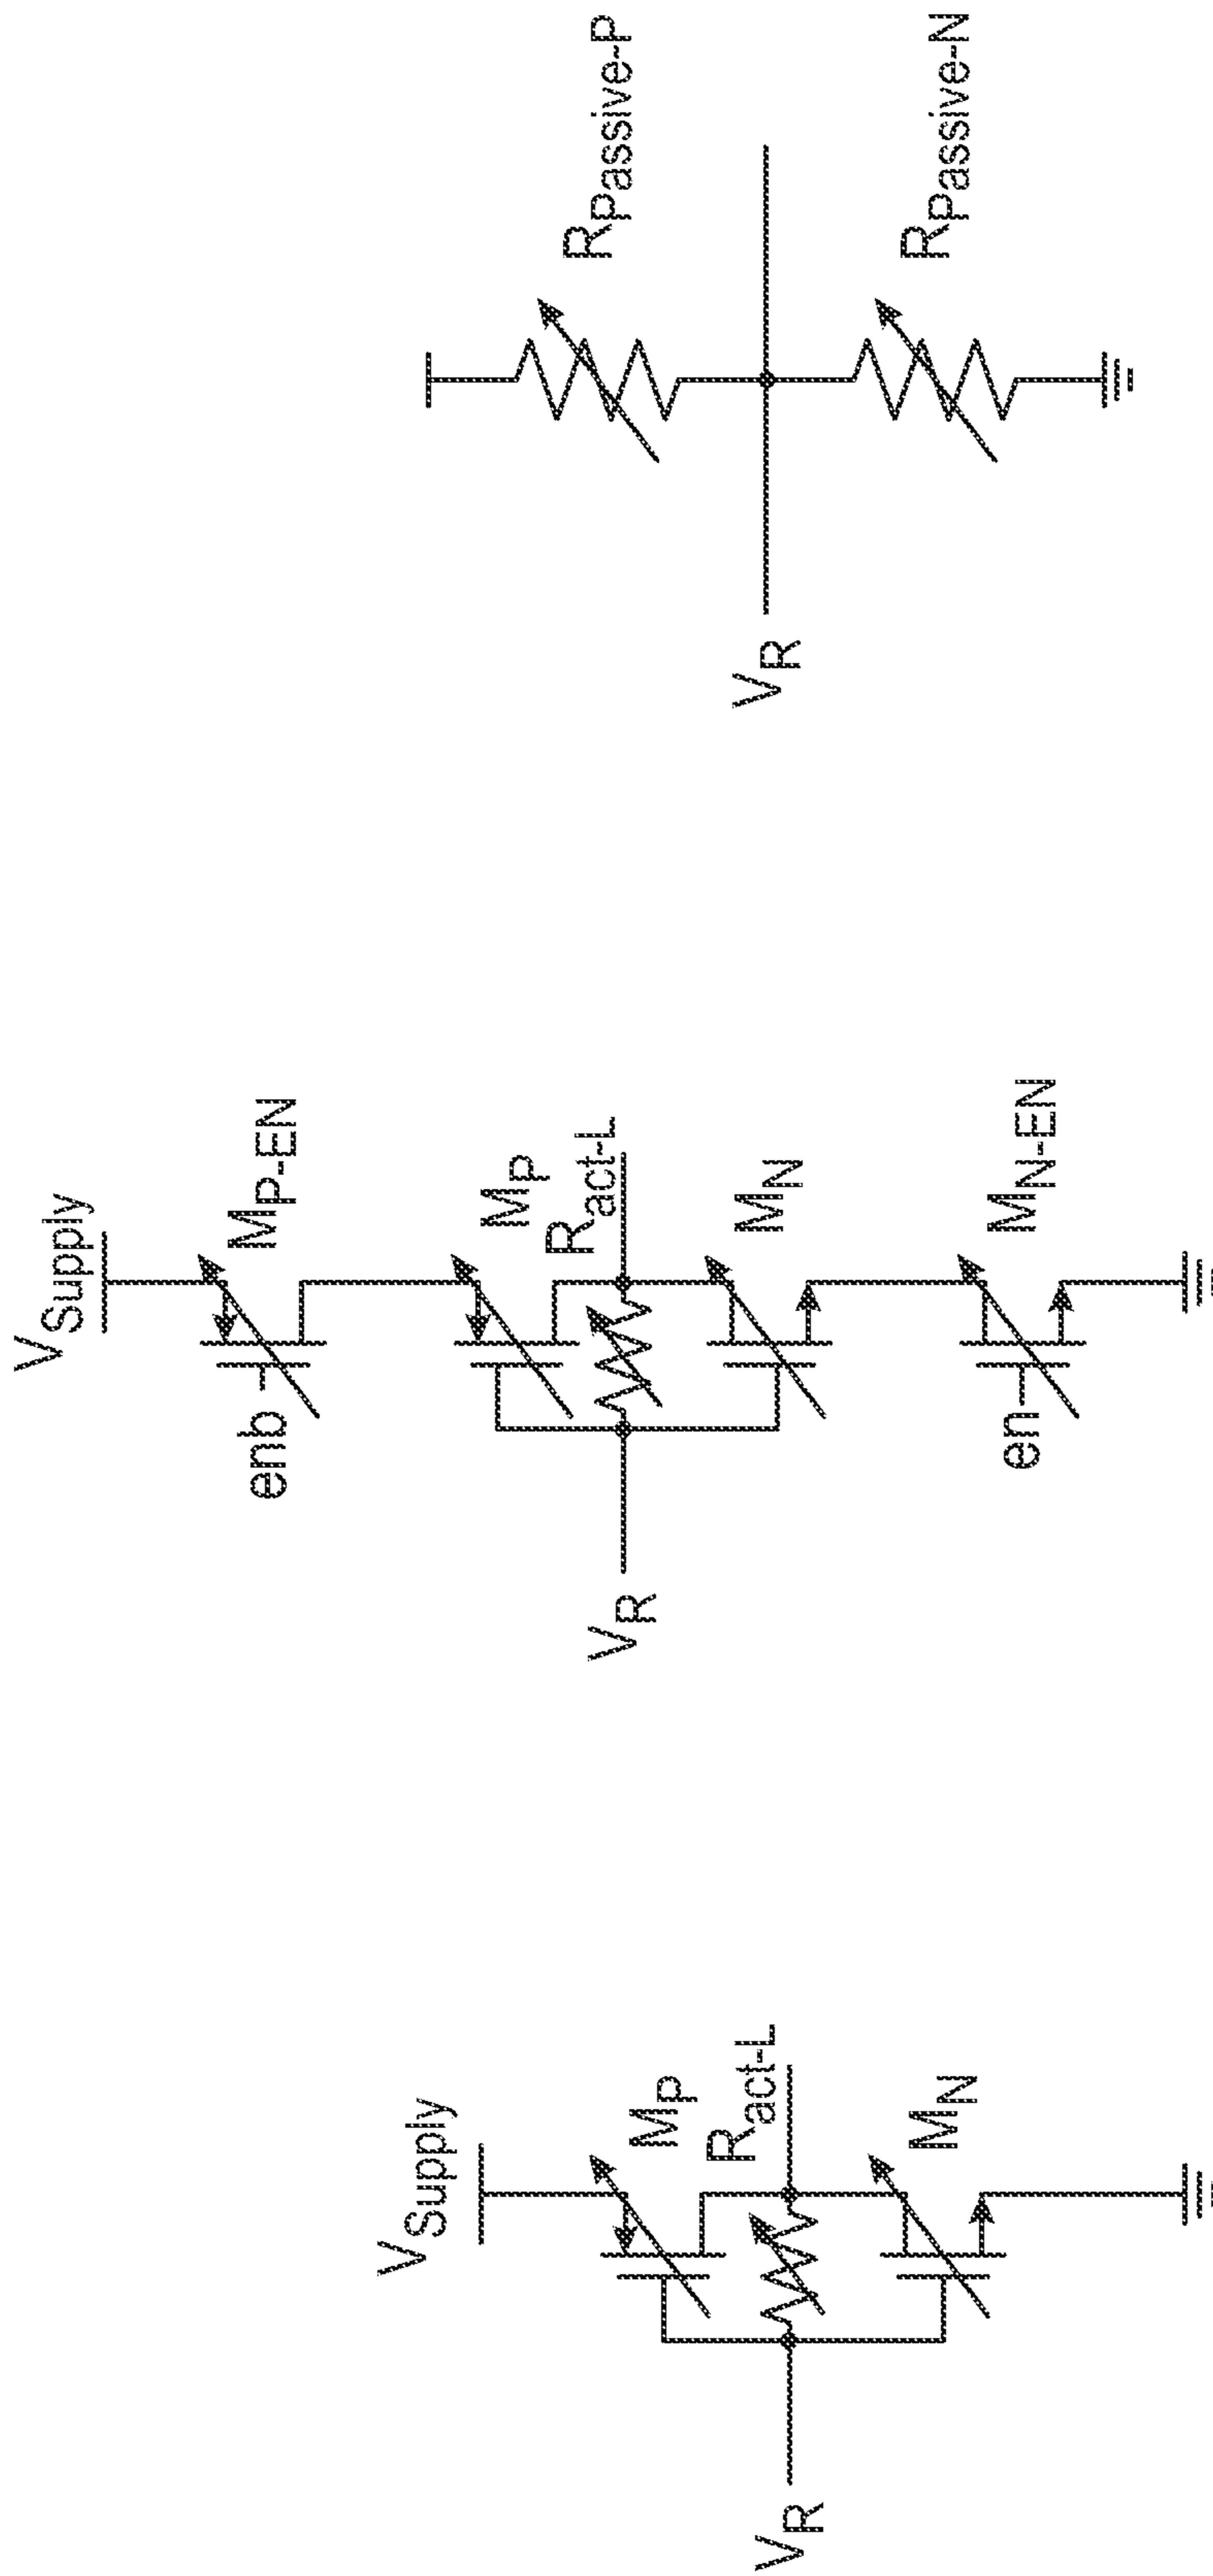 VSupply
MP
Ract-L
MN
VR
VSupply
MP-EN
enb
MP
Ract-L
VR
MN
MN-EN
en
RPassive-P
VR
RPassive-N